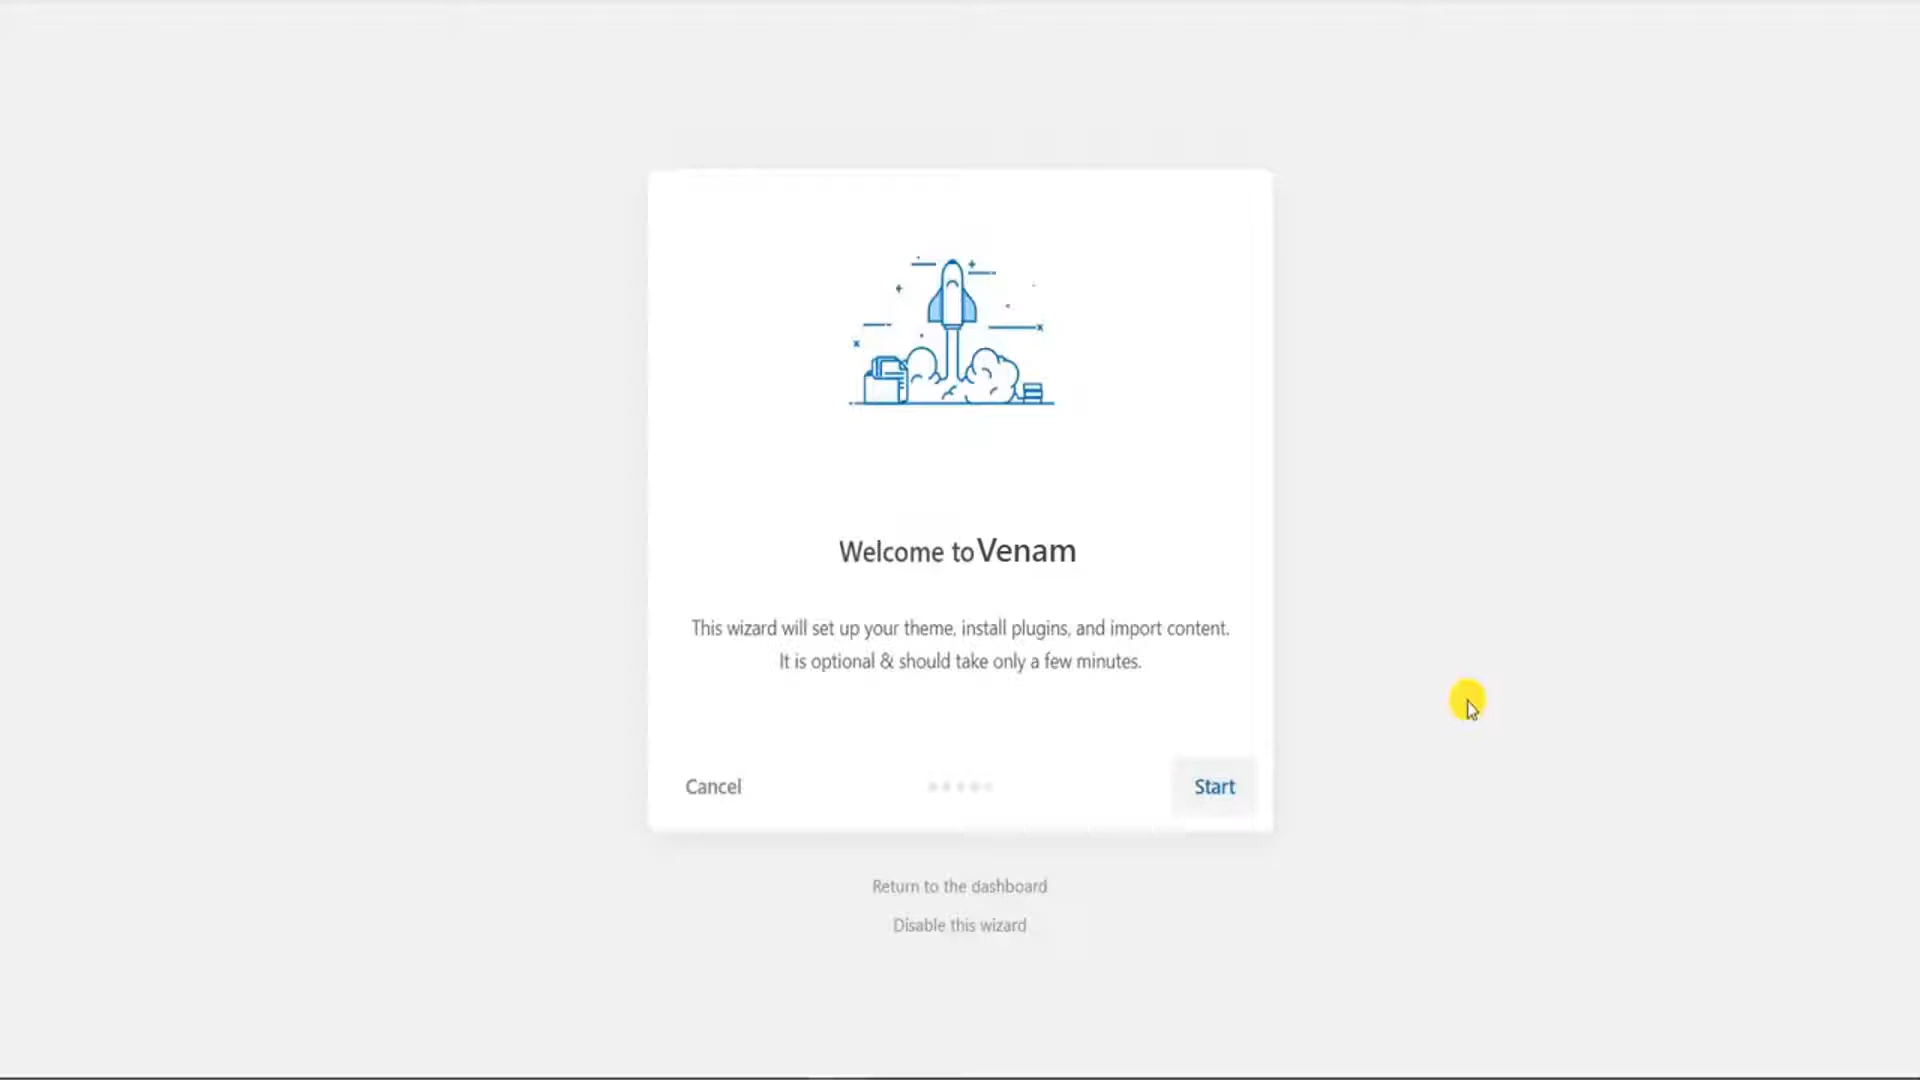 Welcome to Venam
This wizard will set up your theme, install plugins, and import content.
It is optional & should take only a few minutes.
Cancel
Start
Return to the dashboard
Disable this wizard